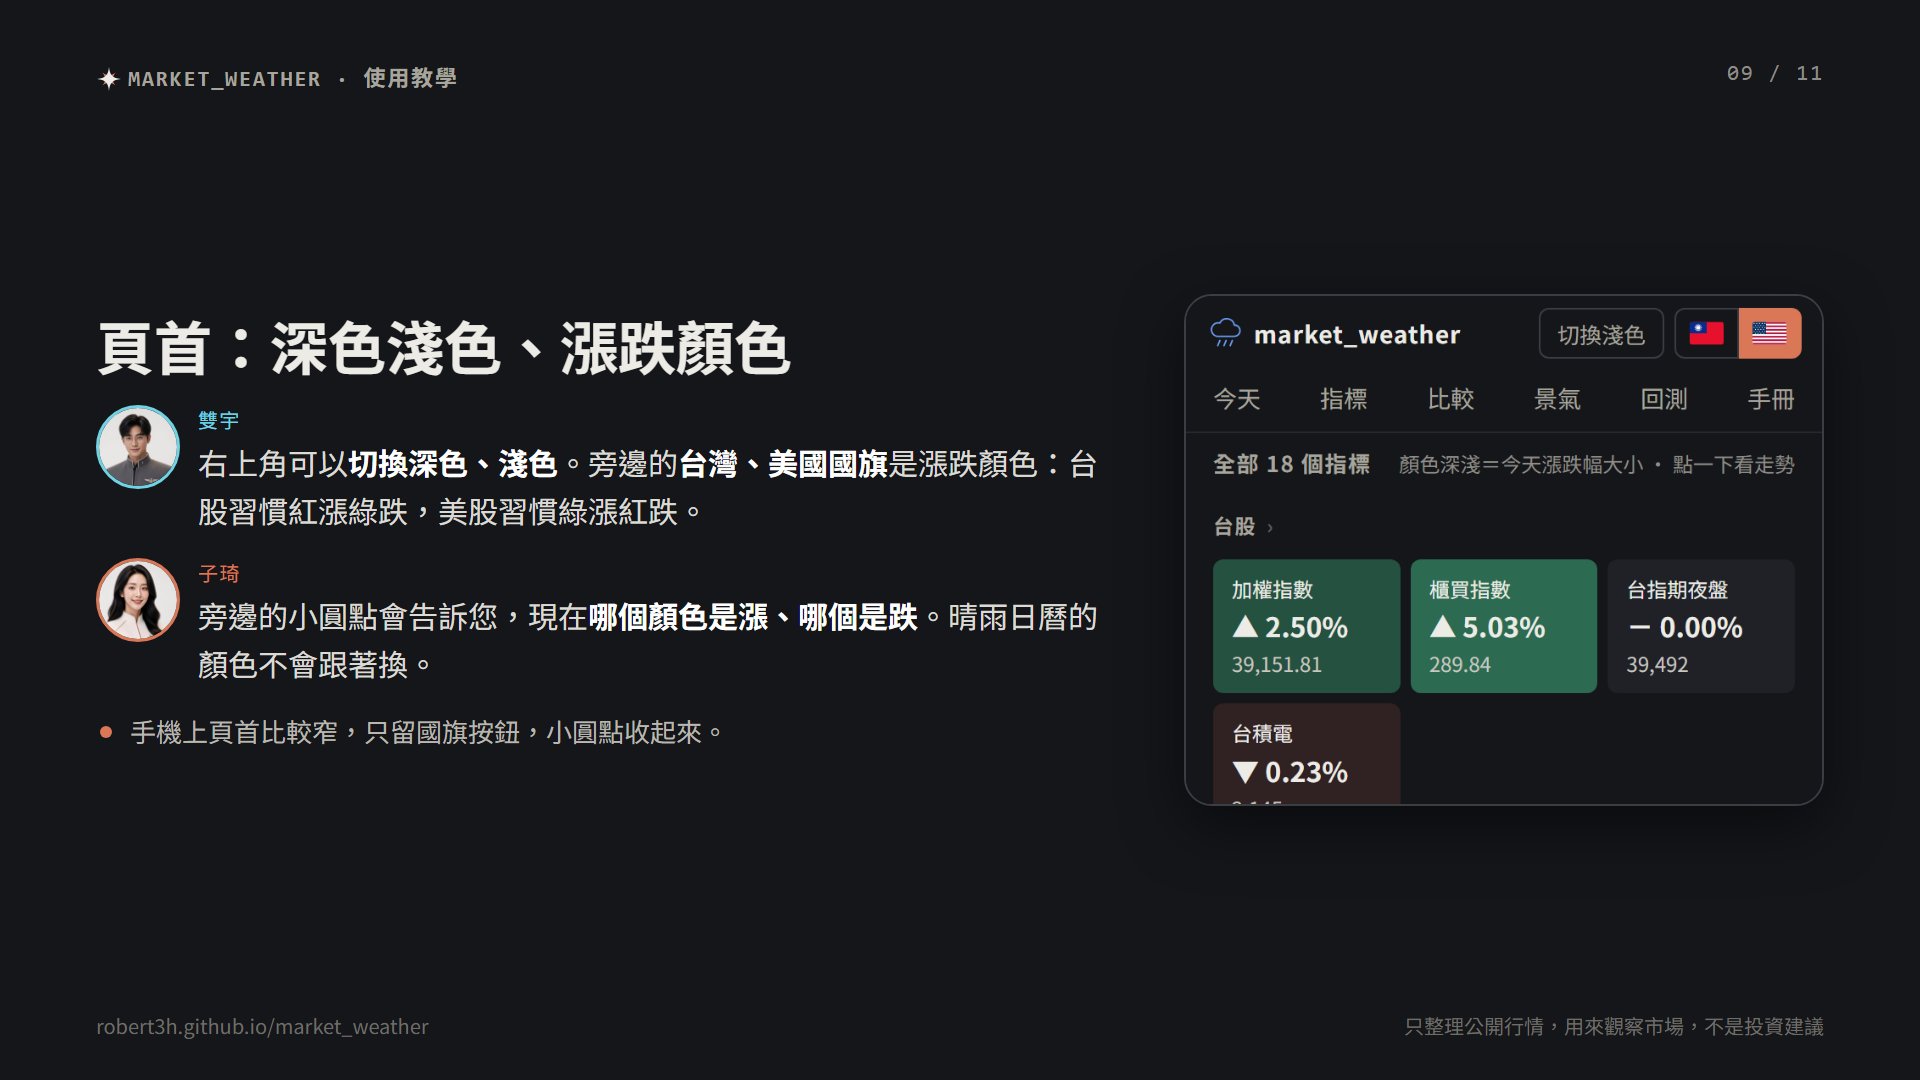 MARKET_WEATHER · 使用教學
09 / 11
頁首：深色淺色、漲跌顏色
雙宇
右上角可以切換深色、淺色。旁邊的台灣、美國國旗是漲跌顏色：台
股習慣紅漲綠跌，美股習慣綠漲紅跌。
子琦
旁邊的小圓點會告訴您，現在哪個顏色是漲、哪個是跌。晴雨日曆的
顏色不會跟著換。
手機上頁首比較窄，只留國旗按鈕，小圓點收起來。
market_weather
切換淺色
今天 指標 比較 景氣 回測 手冊
全部 18 個指標 顏色深淺＝今天漲跌幅大小 · 點一下看走勢
台股 ›
加權指數 櫃買指數 台指期夜盤
▲ 2.50% ▲ 5.03% — 0.00%
39,151.81 289.84 39,492
台積電
▼ 0.23%
robert3h.github.io/market_weather
只整理公開行情，用來觀察市場，不是投資建議